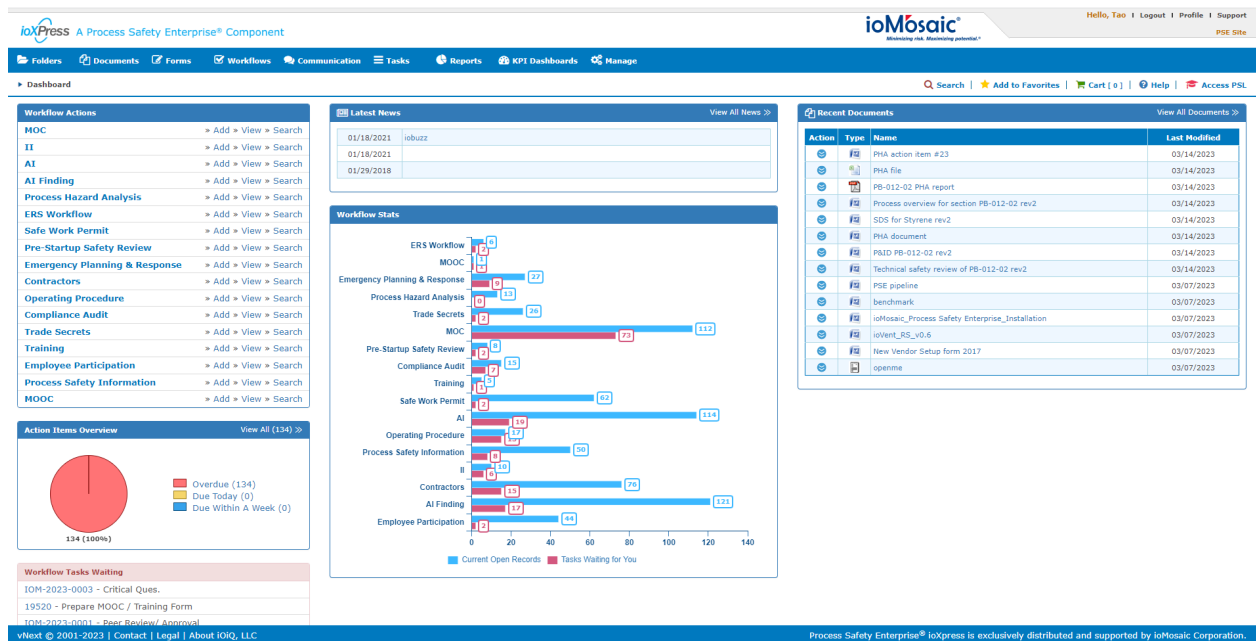 ioXPress A Process Safety Enterprise® Component
ioMosaic®
Minimizing risk. Maximizing potential.®
Hello, Tao | Logout | Profile | Support
PSE Site
Folders Documents Forms Workflows Communication Tasks Reports KPI Dashboards Manage
Dashboard
Search | Add to Favorites | Cart [ 0 ] | Help | Access PSL
Workflow Actions
MOC » Add » View » Search
II » Add » View » Search
AI » Add » View » Search
AI Finding » Add » View » Search
Process Hazard Analysis » Add » View » Search
ERS Workflow » Add » View » Search
Safe Work Permit » Add » View » Search
Pre-Startup Safety Review » Add » View » Search
Emergency Planning & Response » Add » View » Search
Contractors » Add » View » Search
Operating Procedure » Add » View » Search
Compliance Audit » Add » View » Search
Trade Secrets » Add » View » Search
Training » Add » View » Search
Employee Participation » Add » View » Search
Process Safety Information » Add » View » Search
MOOC » Add » View » Search
Action Items Overview View All (134) »
Overdue (134)
Due Today (0)
Due Within A Week (0)
134 (100%)
Workflow Tasks Waiting
IOM-2023-0003 - Critical Ques.
19520 - Prepare MOOC / Training Form
IOM-2023-0001 - Peer Review/ Approval
Latest News View All News »
01/18/2021 iobuzz
01/18/2021
01/29/2018
Workflow Stats
ERS Workflow 6 2
MOOC 1 1
Emergency Planning & Response 27 9
Process Hazard Analysis 13 0
Trade Secrets 26 2
MOC 112 73
Pre-Startup Safety Review 8 2
Compliance Audit 15 7
Training 5 1
Safe Work Permit 62 2
AI 114 19
Operating Procedure 17
Process Safety Information 50 8
II 10 6
Contractors 76 15
AI Finding 121 17
Employee Participation 44 2
0 20 40 60 80 100 120 140
Current Open Records Tasks Waiting for You
Recent Documents View All Documents »
Action Type Name Last Modified
PHA action item #23 03/14/2023
PHA file 03/14/2023
PB-012-02 PHA report 03/14/2023
Process overview for section PB-012-02 rev2 03/14/2023
SDS for Styrene rev2 03/14/2023
PHA document 03/14/2023
P&ID PB-012-02 rev2 03/14/2023
Technical safety review of PB-012-02 rev2 03/14/2023
PSE pipeline 03/07/2023
benchmark 03/07/2023
ioMosaic_Process Safety Enterprise_Installation 03/07/2023
ioVent_RS_v0.6 03/07/2023
New Vendor Setup form 2017 03/07/2023
openme 03/07/2023
vNext © 2001-2023 | Contact | Legal | About iOiQ, LLC
Process Safety Enterprise® ioXpress is exclusively distributed and supported by ioMosaic Corporation.